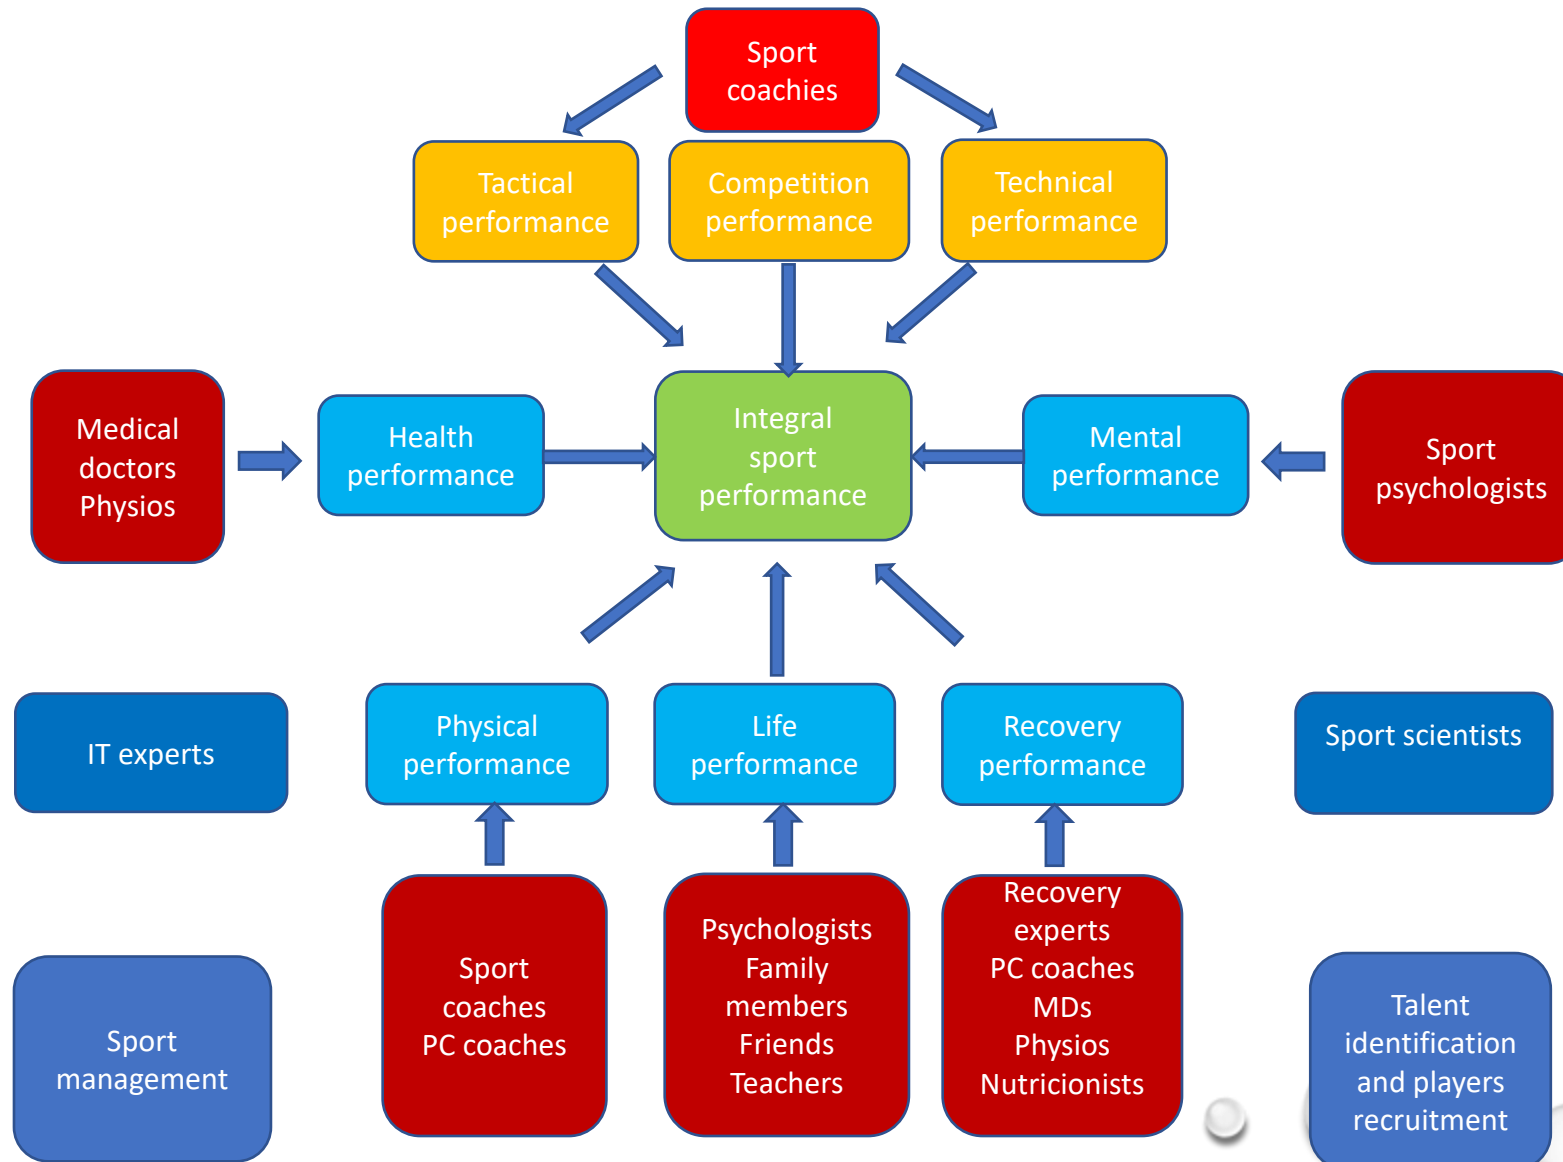 Sport
coachies
Tactical
performance
Competition
performance
Technical
performance
Medical
doctors
Physios
Health
performance
Integral
sport
performance
Mental
performance
Sport
psychologists
IT experts
Physical
performance
Life
performance
Recovery
performance
Sport scientists
Sport
management
Sport
coaches
PC coaches
Psychologists
Family
members
Friends
Teachers
Recovery
experts
PC coaches
MDs
Physios
Nutricionists
Talent
identification
and players
recruitment